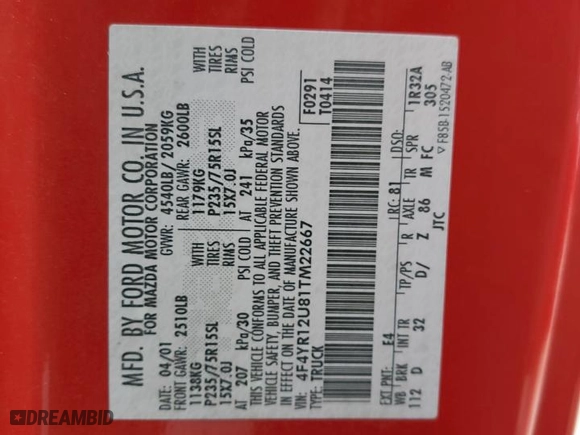 MFD. BY FORD MOTOR CO. IN U.S.A.
FOR MAZDA MOTOR CORPORATION
DATE: 04/01 GVWR: 4540LB/ 2059KG
FRONT GAWR: 2510LB REAR GAWR: 2600LB
1138KG WITH 1179KG WITH
P235/75R15SL TIRES P235/75R15SL TIRES
15X7.0J RIMS 15X7.0J RIMS
AT 207 kPa/30 PSI COLD AT 241 kPa/35 PSI COLD
THIS VEHICLE CONFORMS TO ALL APPLICABLE FEDERAL MOTOR
VEHICLE SAFETY, BUMPER, AND THEFT PREVENTION STANDARDS
IN EFFECT ON THE DATE OF MANUFACTURE SHOWN ABOVE.
VIN: 4F4YR12U81TM22667 F0291
TYPE: TRUCK T0414
EXT PNT: E4 RC: 81 DSO:
WB BRK INT TR TP/PS R AXLE TR SPR
112 D 32 D/ Z 86 M FC 1R32A 305
JTC
▽ F85B-1520472-AB
DREAMBID